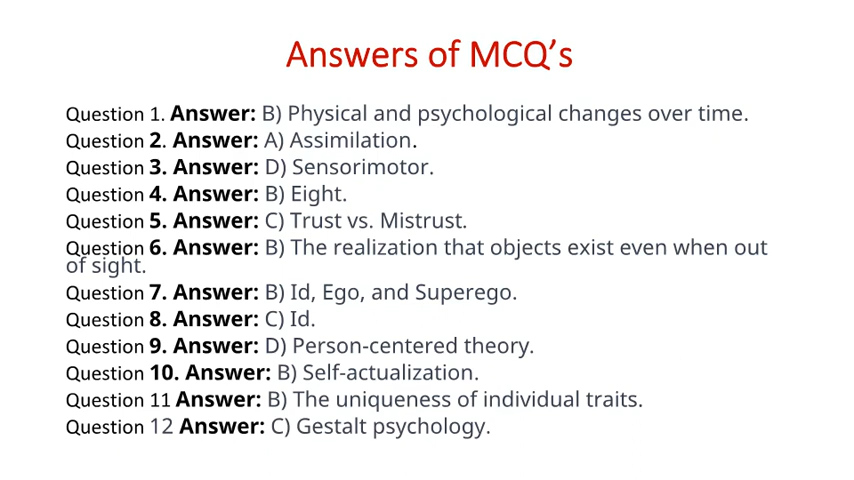 Answers of MCQ’s
Question 1. Answer: B) Physical and psychological changes over time.
Question 2. Answer: A) Assimilation.
Question 3. Answer: D) Sensorimotor.
Question 4. Answer: B) Eight.
Question 5. Answer: C) Trust vs. Mistrust.
Question 6. Answer: B) The realization that objects exist even when out
of sight.
Question 7. Answer: B) Id, Ego, and Superego.
Question 8. Answer: C) Id.
Question 9. Answer: D) Person-centered theory.
Question 10. Answer: B) Self-actualization.
Question 11 Answer: B) The uniqueness of individual traits.
Question 12 Answer: C) Gestalt psychology.